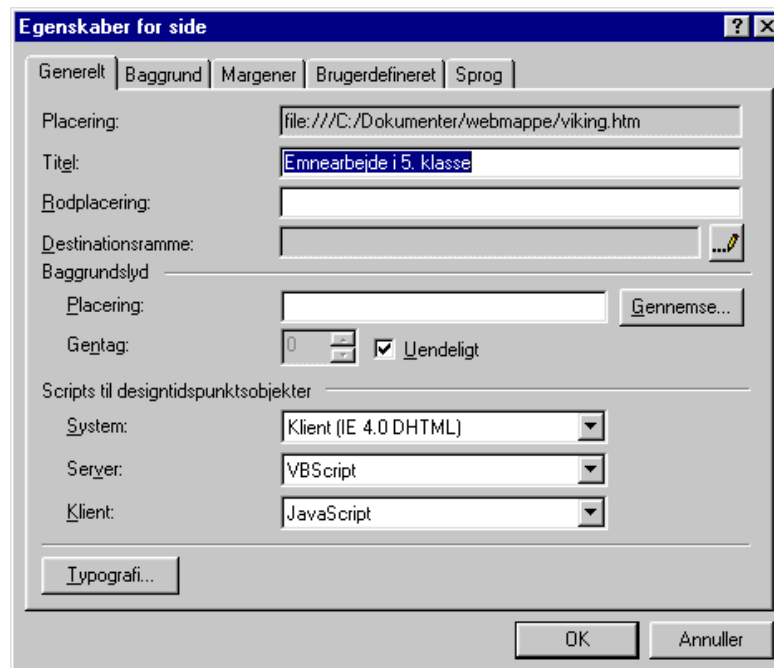 Egenskaber for side
Generelt Baggrund Margener Brugerdefineret Sprog
Placering: file:///C:/Dokumenter/webmappe/viking.htm
Titel: Emnearbejde i 5. klasse
Rodplacering:
Destinationsramme: ...
Baggrundslyd
Placering: Gennemse...
Gentag: 0 Uendeligt
Scripts til designtidspunktsobjekter
System: Klient (IE 4.0 DHTML)
Server: VBScript
Klient: JavaScript
Typografi...
OK Annuller